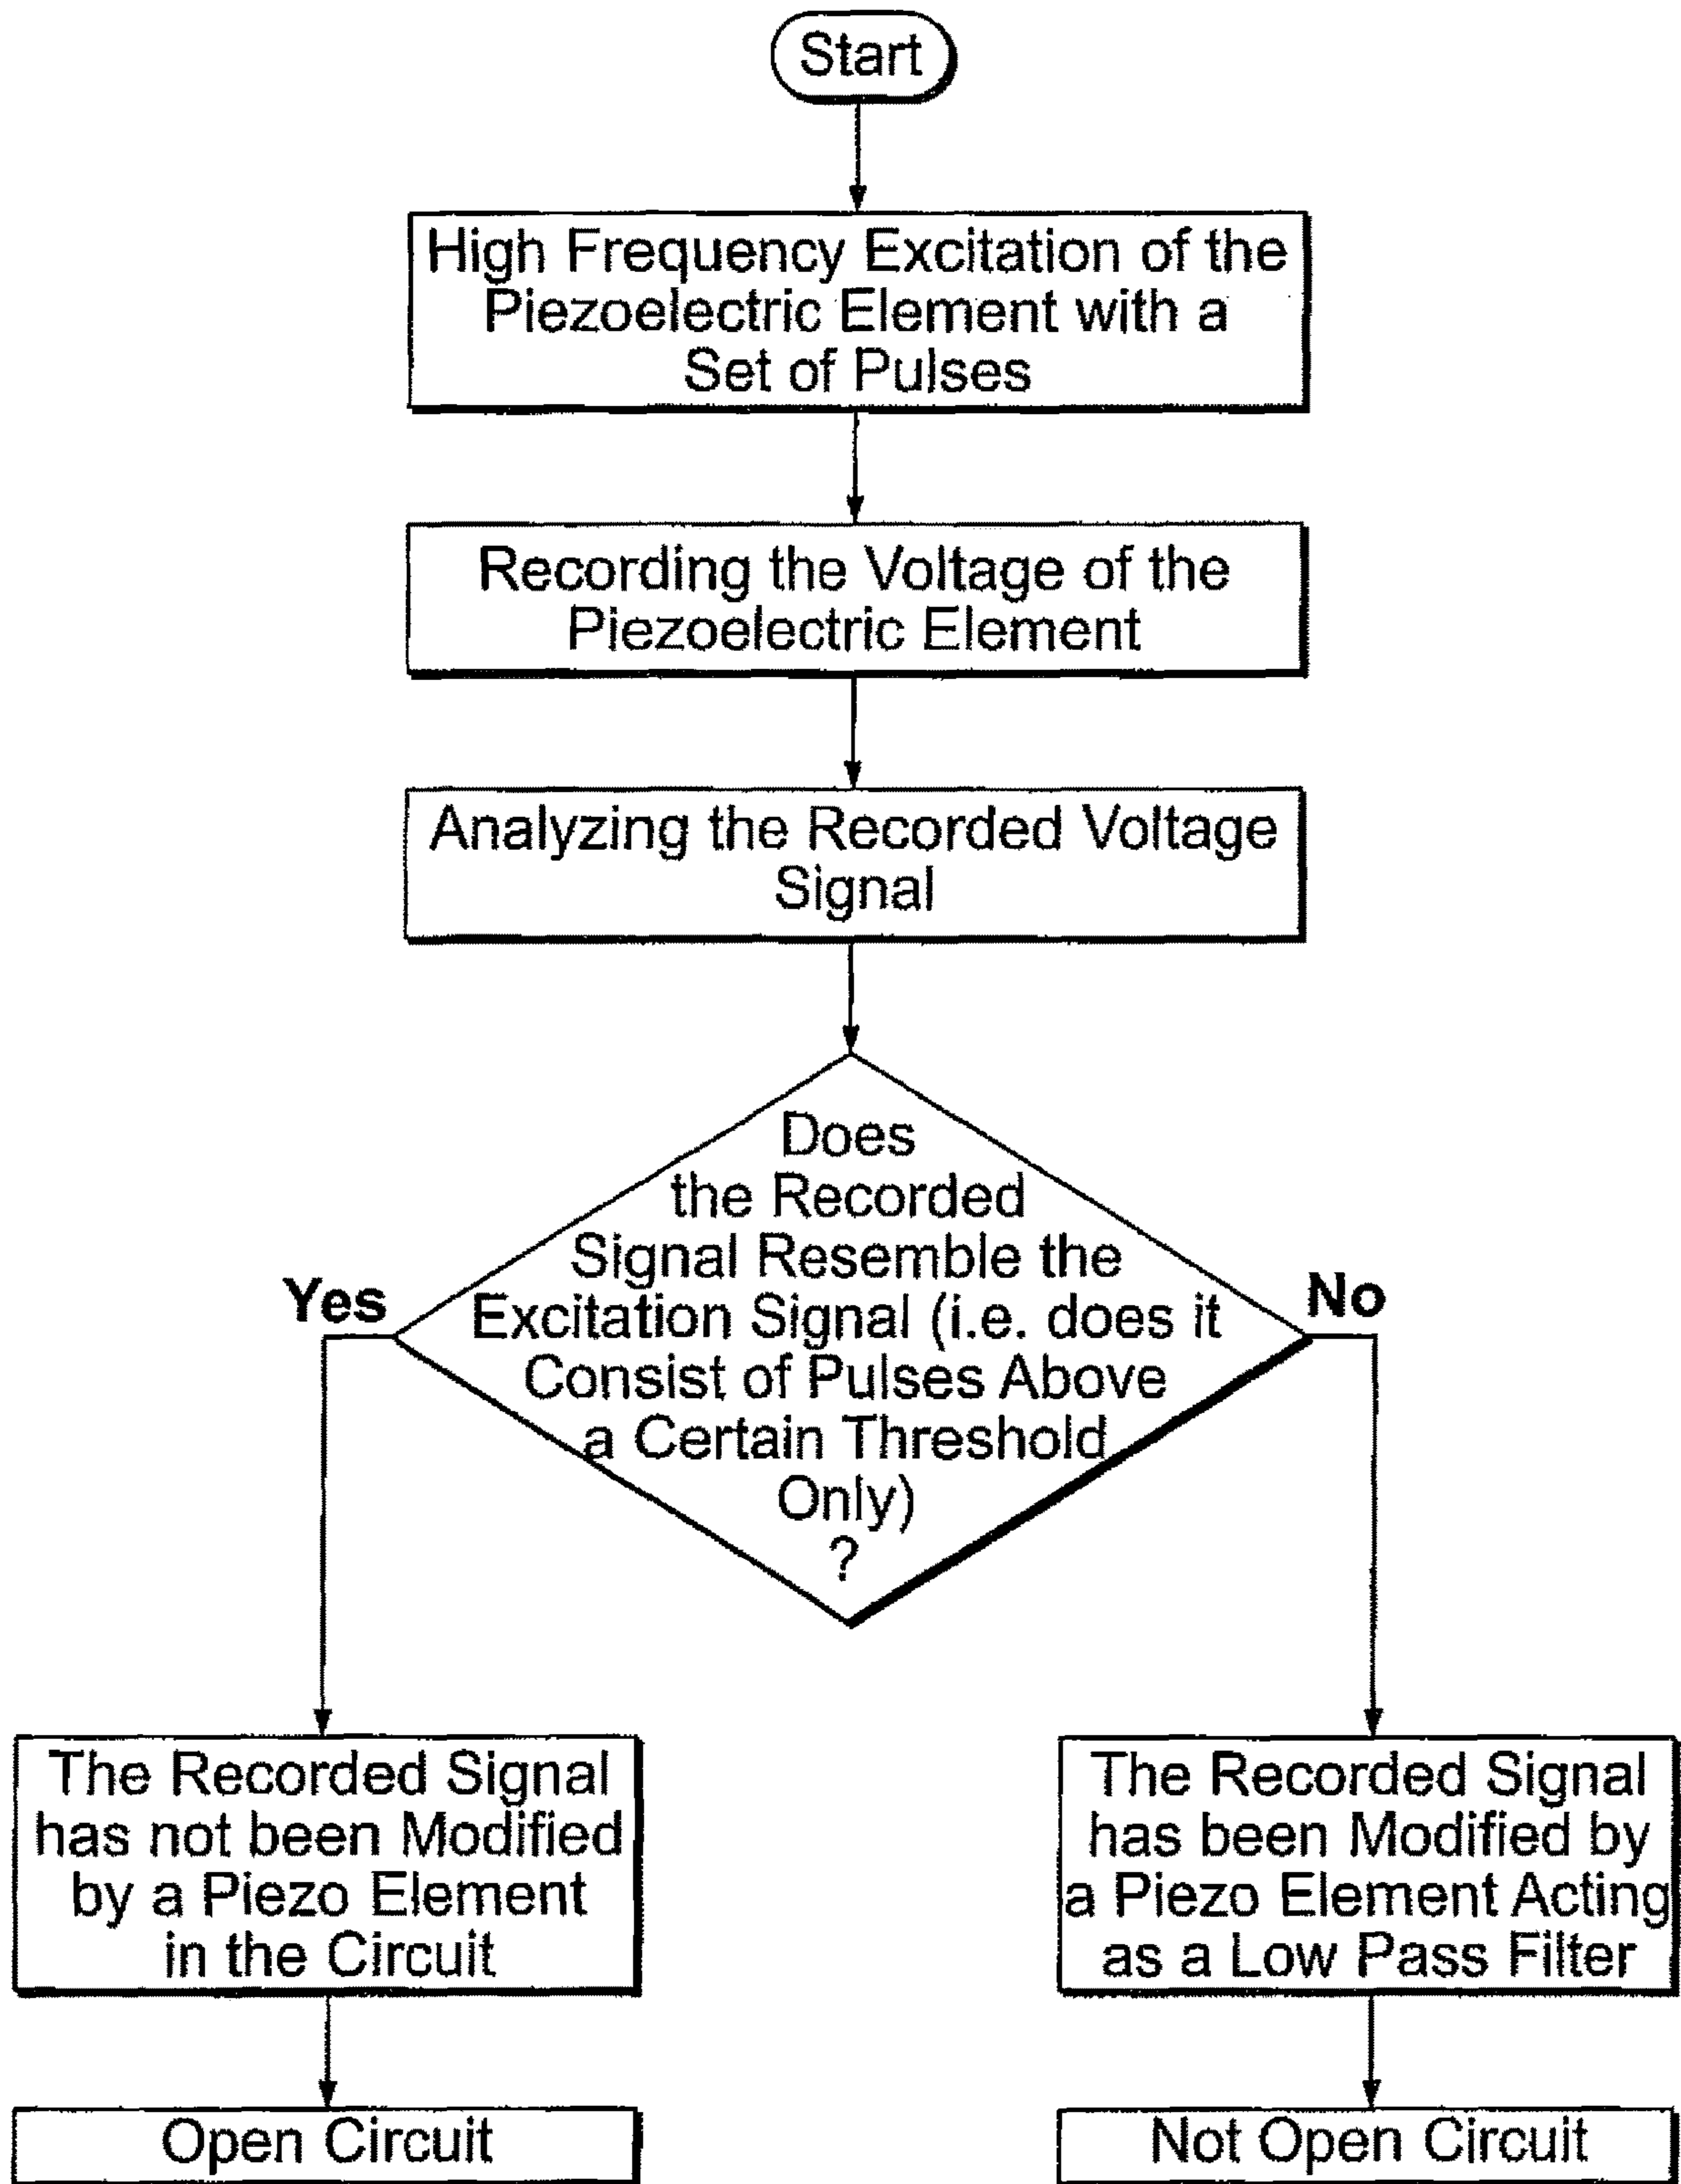 Start
High Frequency Excitation of the
Piezoelectric Element with a
Set of Pulses
Recording the Voltage of the
Piezoelectric Element
Analyzing the Recorded Voltage
Signal
Does
the Recorded
Signal Resemble the
Excitation Signal (i.e. does it
Consist of Pulses Above
a Certain Threshold
Only)
?
Yes
No
The Recorded Signal
has not been Modified
by a Piezo Element
in the Circuit
The Recorded Signal
has been Modified by
a Piezo Element Acting
as a Low Pass Filter
Open Circuit
Not Open Circuit